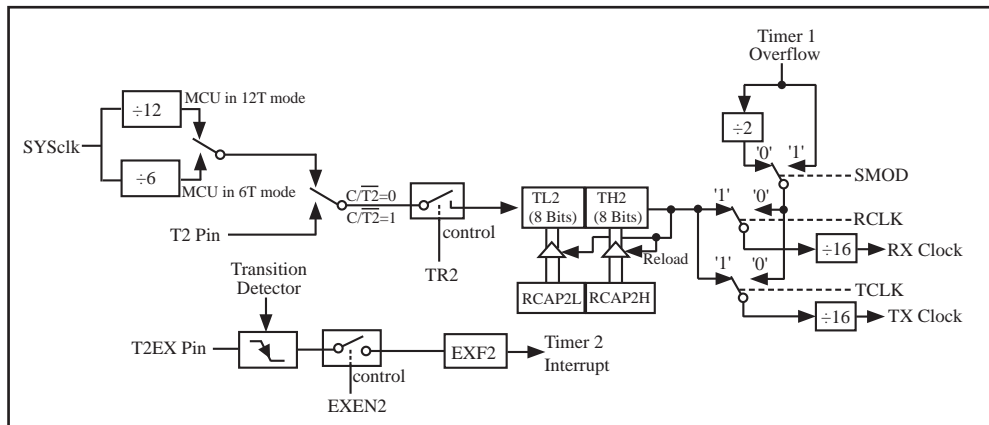 Timer 1
Overflow
÷12
MCU in 12T mode
÷2
SYSclk
'0'
'1'
÷6
MCU in 6T mode
SMOD
C/T2=0
C/T2=1
TL2
(8 Bits)
TH2
(8 Bits)
'1'
'0'
RCLK
T2 Pin
control
÷16
RX Clock
Reload
TR2
'1'
'0'
Transition
Detector
RCAP2L
RCAP2H
TCLK
÷16
TX Clock
T2EX Pin
EXF2
Timer 2
Interrupt
control
EXEN2